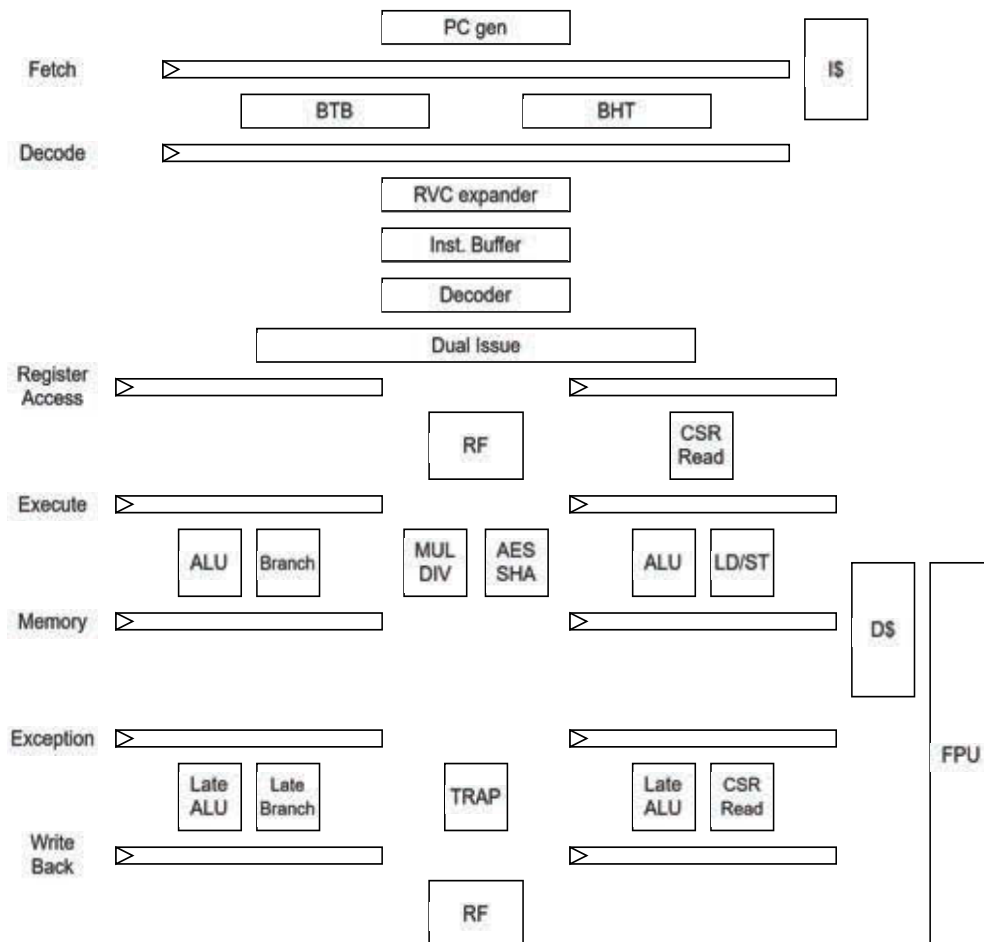 PC gen
Fetch
I$
BTB
BHT
Decode
RVC expander
Inst. Buffer
Decoder
Dual Issue
Register
Access
RF
CSR
Read
Execute
ALU
Branch
MUL
DIV
AES
SHA
ALU
LD/ST
Memory
D$
Exception
FPU
Late
ALU
Late
Branch
TRAP
Late
ALU
CSR
Read
Write
Back
RF